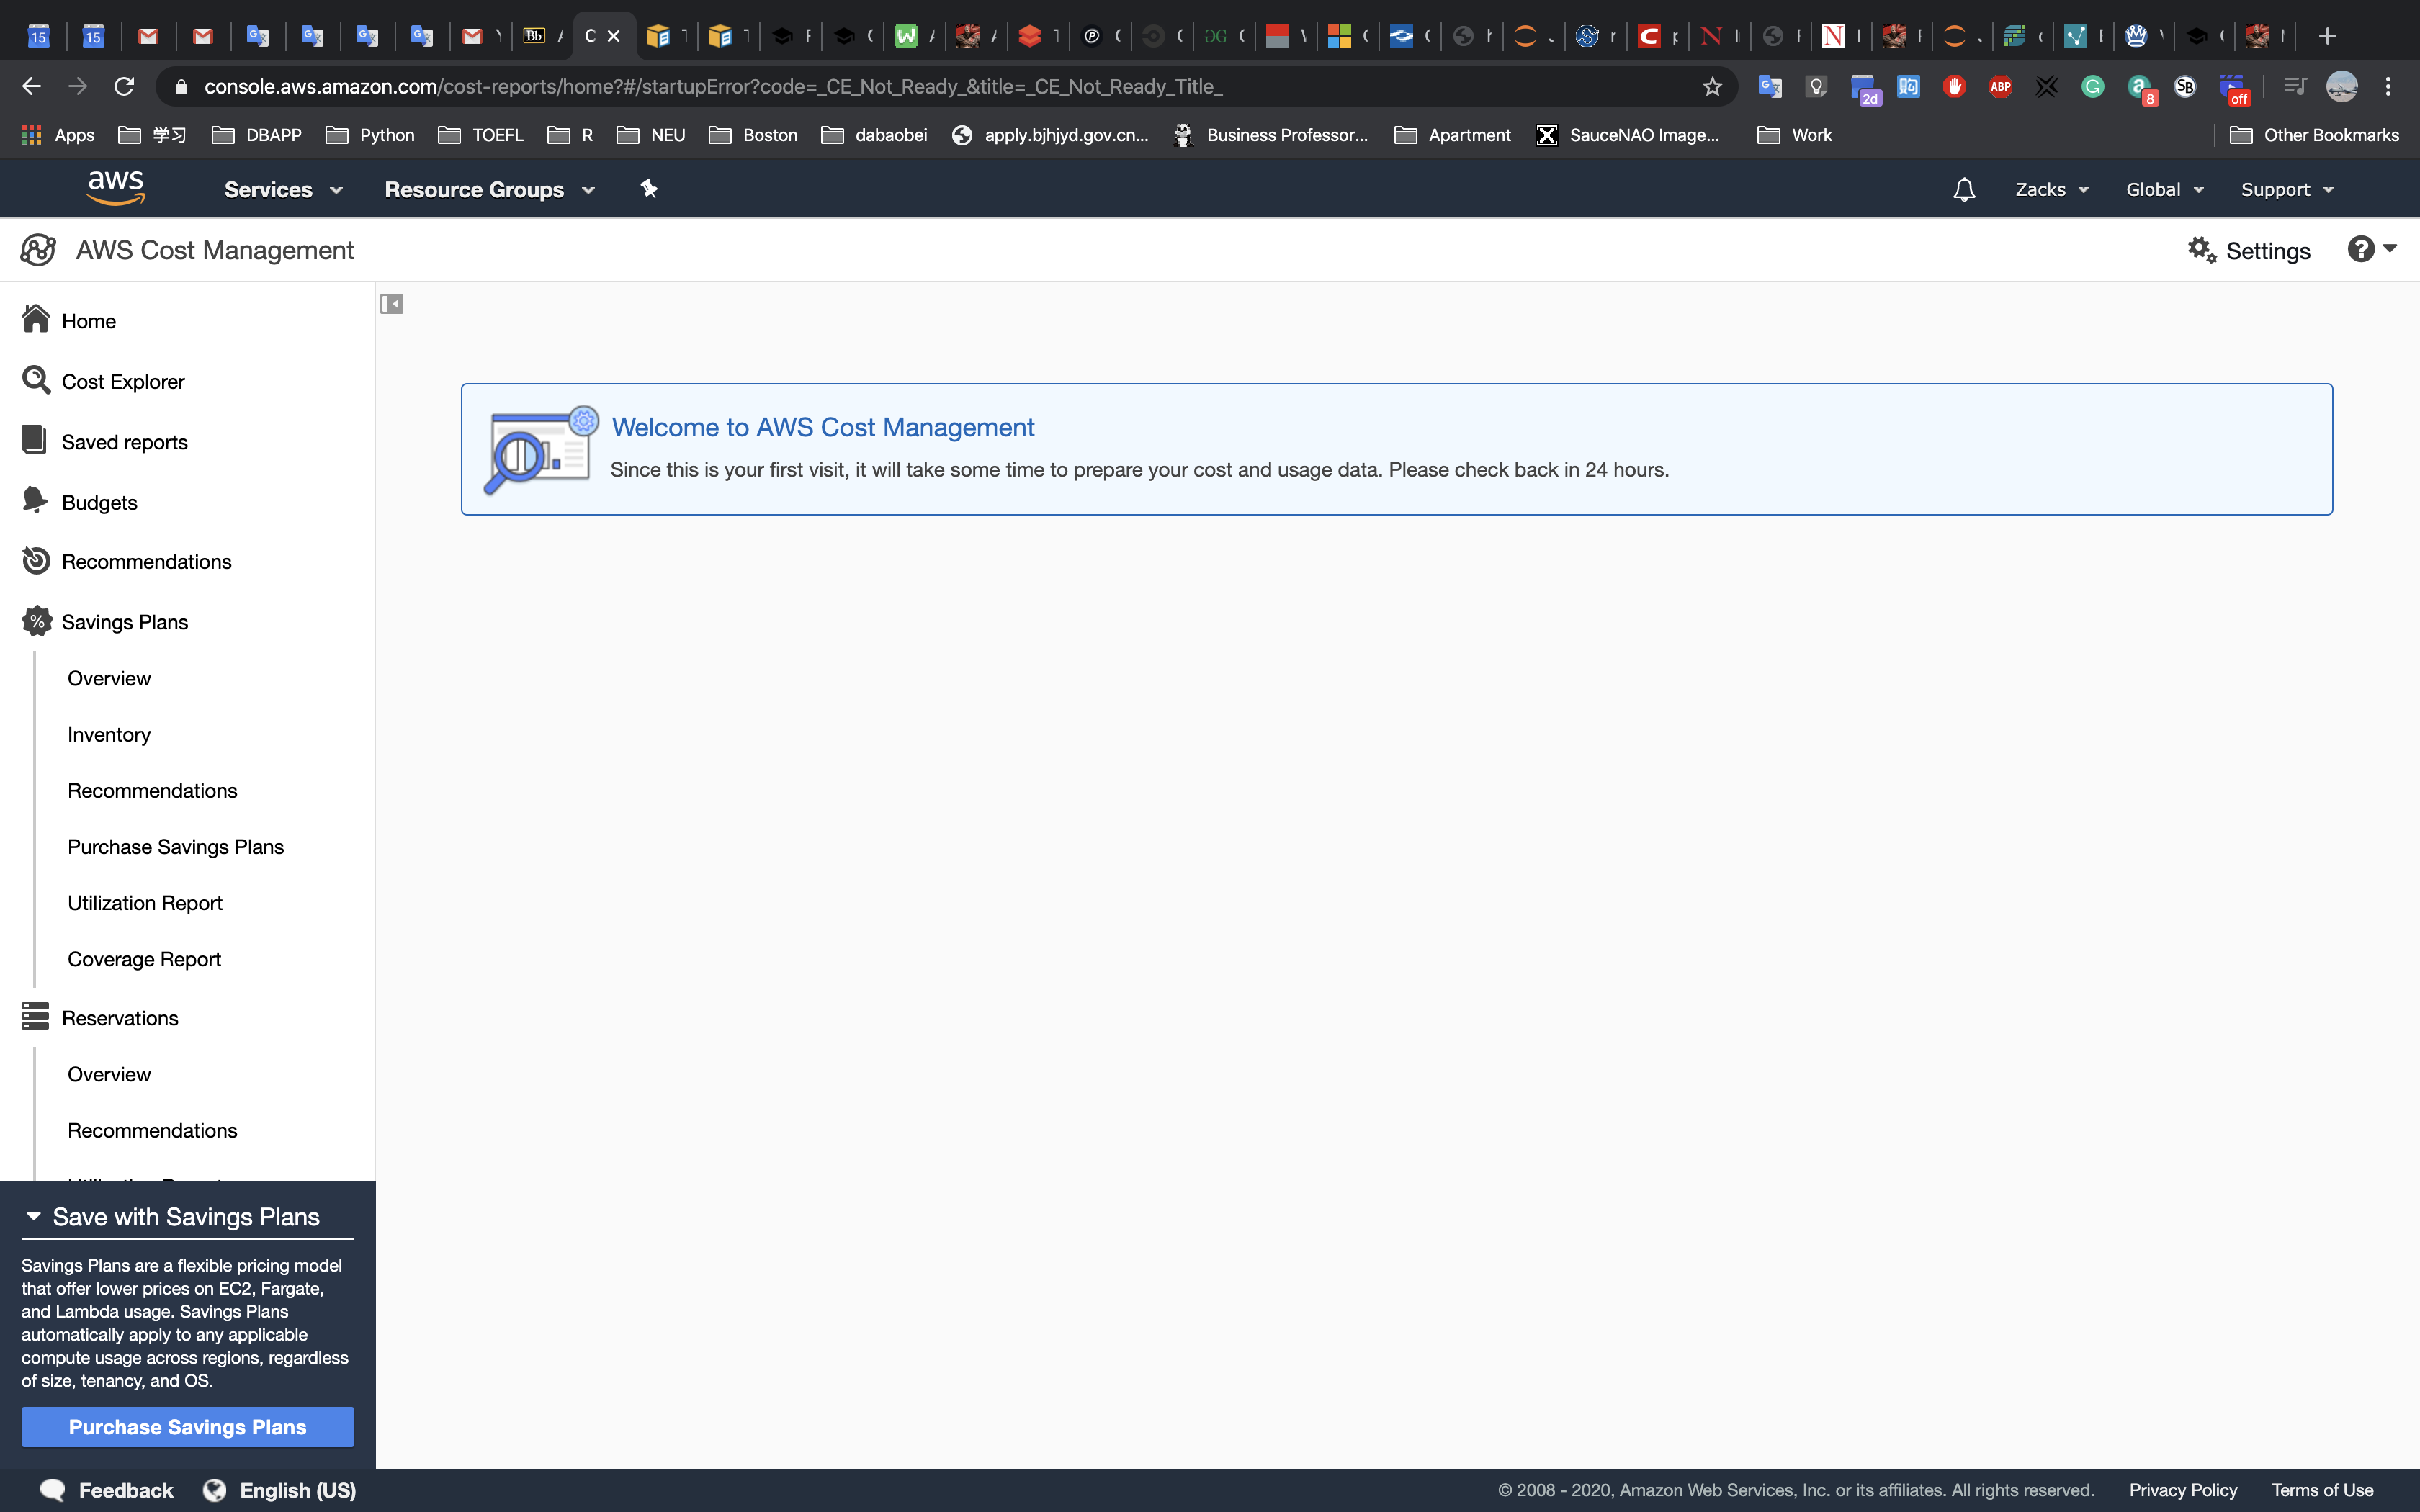 console.aws.amazon.com/cost-reports/home?#/startupError?code=_CE_Not_Ready_&title=_CE_Not_Ready_Title_
2d
ABP
8
SB
off
Apps 学习 DBAPP Python TOEFL R NEU Boston dabaobei apply.bjhjyd.gov.cn... Business Professor... Apartment SauceNAO Image... Work Other Bookmarks
aws Services Resource Groups Zacks Global Support
AWS Cost Management Settings
Home
Cost Explorer
Saved reports
Budgets
Recommendations
Savings Plans
Overview
Inventory
Recommendations
Purchase Savings Plans
Utilization Report
Coverage Report
Reservations
Overview
Recommendations
Welcome to AWS Cost Management
Since this is your first visit, it will take some time to prepare your cost and usage data. Please check back in 24 hours.
Save with Savings Plans
Savings Plans are a flexible pricing model
that offer lower prices on EC2, Fargate,
and Lambda usage. Savings Plans
automatically apply to any applicable
compute usage across regions, regardless
of size, tenancy, and OS.
Purchase Savings Plans
Feedback English (US) © 2008 - 2020, Amazon Web Services, Inc. or its affiliates. All rights reserved. Privacy Policy Terms of Use